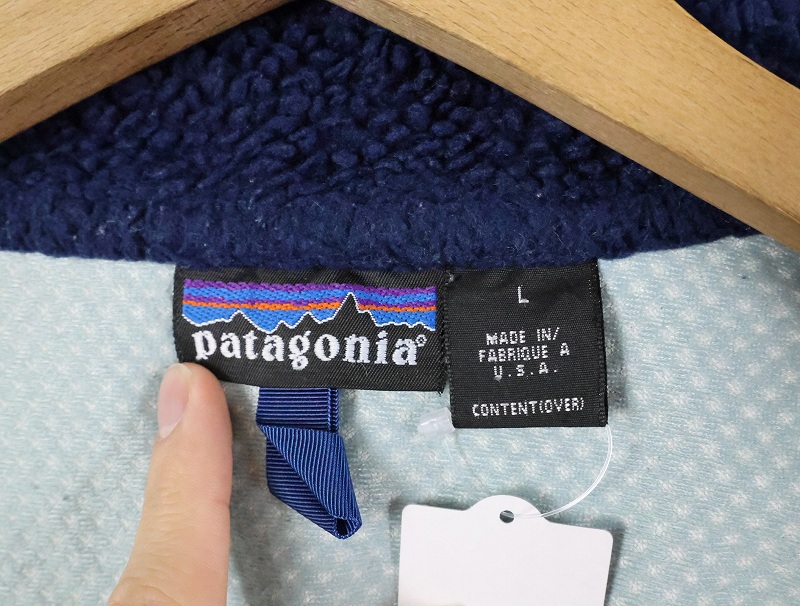 patagonia®
L
MADE IN/
FABRIQUE A
U.S.A.
CONTENT(OVER)